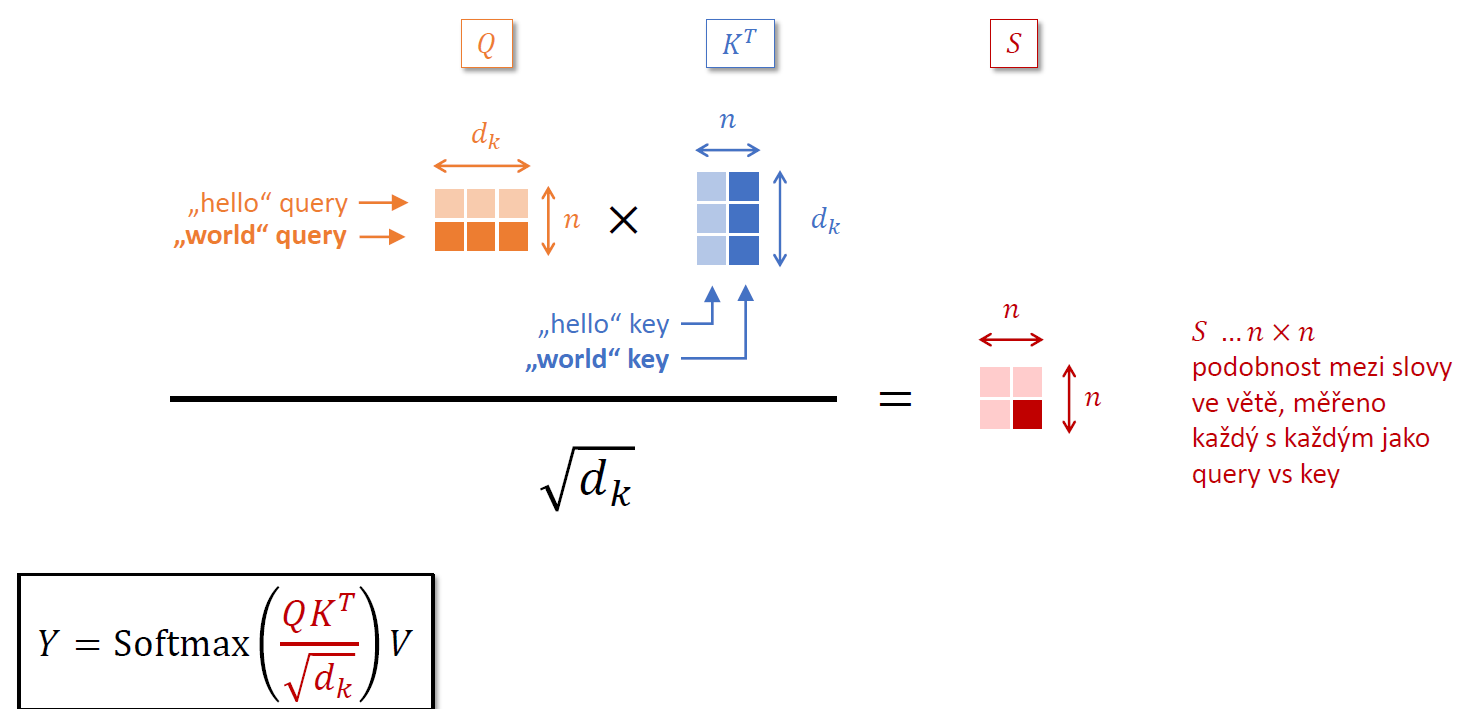 Q
K^T
S
d_k
n
„hello“ query
„world“ query
n
×
d_k
„hello“ key
„world“ key
n
n
=
√d_k
S …n × n
podobnost mezi slovy
ve větě, měřeno
každý s každým jako
query vs key
Y = Softmax(QK^T / √d_k)V